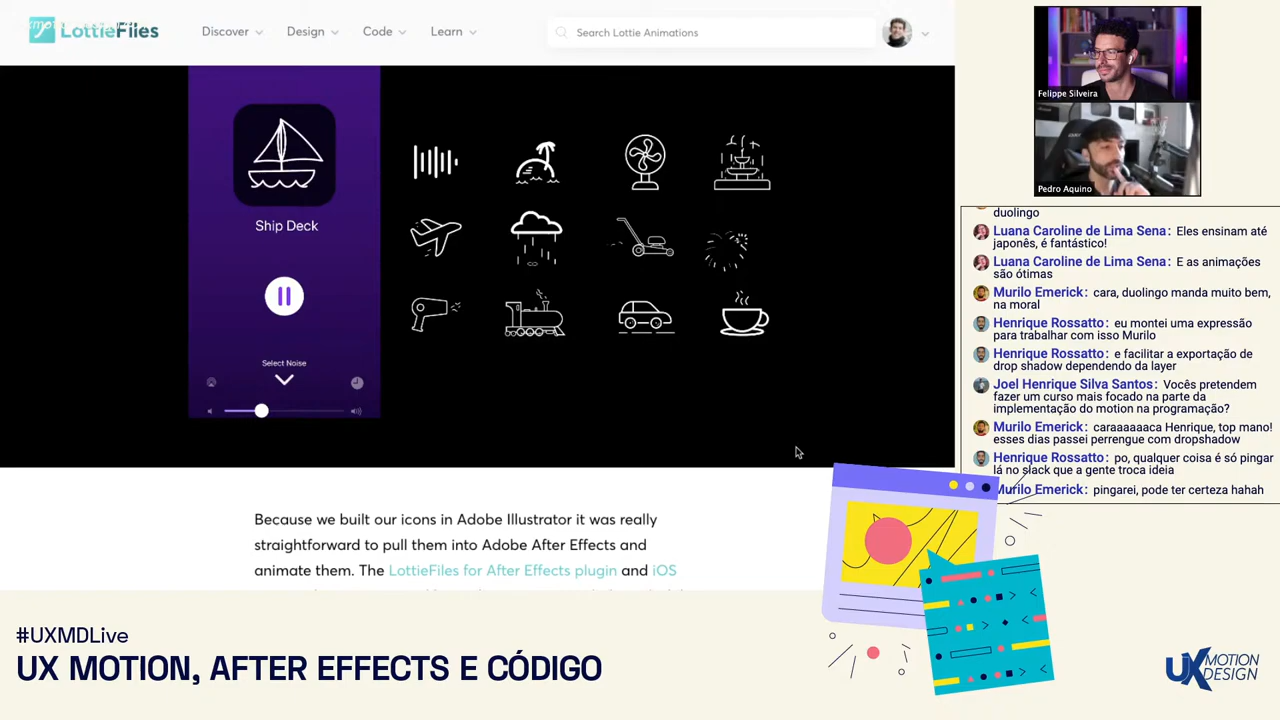 LottieFiles
Discover
Design
Code
Learn
Search Lottie Animations
Ship Deck
Select Noise
Because we built our icons in Adobe Illustrator it was really
straightforward to pull them into Adobe After Effects and
animate them. The LottieFiles for After Effects plugin and iOS
Felippe Silveira
Pedro Aquino
duolingo
Luana Caroline de Lima Sena: Eles ensinam até
japonês, é fantástico!
Luana Caroline de Lima Sena: E as animações
são ótimas
Murilo Emerick: cara, duolingo manda muito bem,
na moral
Henrique Rossatto: eu montei uma expressão
para trabalhar com isso Murilo
Henrique Rossatto: e facilitar a exportação de
drop shadow dependendo da layer
Joel Henrique Silva Santos: Vocês pretendem
fazer um curso mais focado na parte da
implementação do motion na programação?
Murilo Emerick: caraaaaaaca Henrique, top mano!
esses dias passei perrengue com dropshadow
Henrique Rossatto: po, qualquer coisa é só pingar
lá no slack que a gente troca ideia
Murilo Emerick: pingarei, pode ter certeza hahah
#UXMDLive
UX MOTION, AFTER EFFECTS E CÓDIGO
UX MOTION
DESIGN